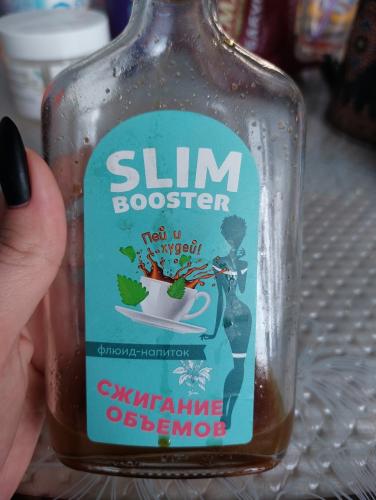 SLIM
BOOSTER
Пей и
худей!
флюид-напиток
СЖИГАНИЕ
ОБЪЕМОВ